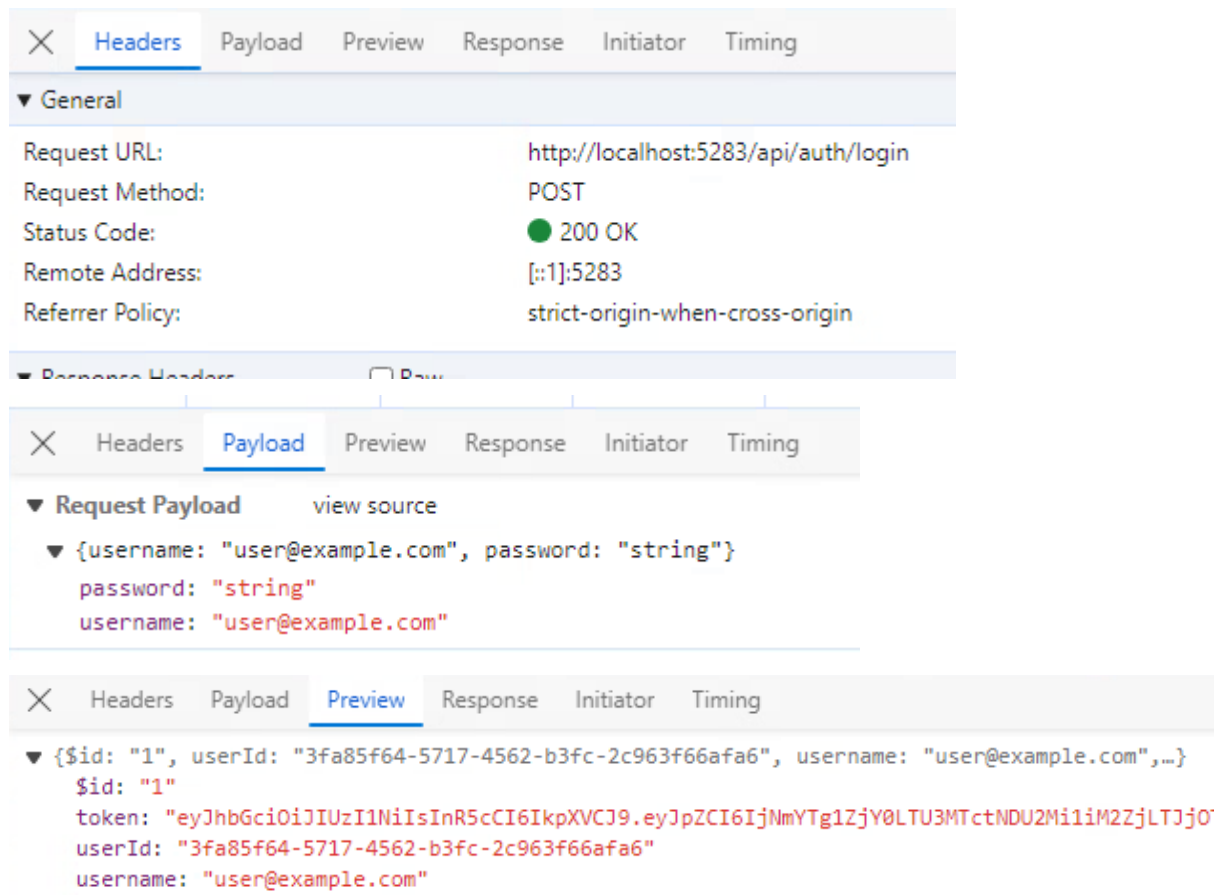 Headers Payload Preview Response Initiator Timing
General
Request URL: http://localhost:5283/api/auth/login
Request Method: POST
Status Code: 200 OK
Remote Address: [::1]:5283
Referrer Policy: strict-origin-when-cross-origin
Response Headers Raw
Headers Payload Preview Response Initiator Timing
Request Payload view source
{username: "user@example.com", password: "string"}
password: "string"
username: "user@example.com"
Headers Payload Preview Response Initiator Timing
{$id: "1", userId: "3fa85f64-5717-4562-b3fc-2c963f66afa6", username: "user@example.com",…}
$id: "1"
token: "eyJhbGciOiJIUzI1NiIsInR5cCI6IkpXVCJ9.eyJpZCI6IjNmYTg1ZjY0LTU3MTctNDU2Mi1iM2ZjLTJjO
userId: "3fa85f64-5717-4562-b3fc-2c963f66afa6"
username: "user@example.com"